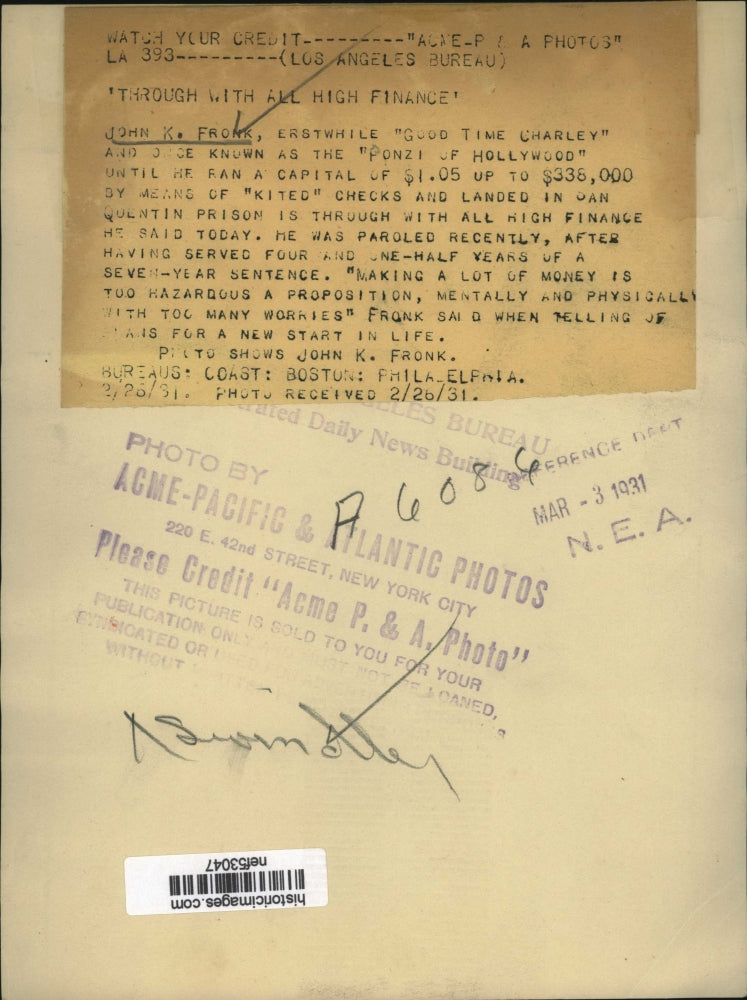 WATCH YOUR CREDIT---------"ACME-P & A PHOTOS"
LA 393---------(LOS ANGELES BUREAU)
'THROUGH WITH ALL HIGH FINANCE'
JOHN K. FRONK, ERSTWHILE "GOOD TIME CHARLEY"
AND ONCE KNOWN AS THE "PONZI OF HOLLYWOOD"
UNTIL HE RAN A CAPITAL OF $1.05 UP TO $338,000
BY MEANS OF "KITED" CHECKS AND LANDED IN SAN
QUENTIN PRISON IS THROUGH WITH ALL HIGH FINANCE
HE SAID TODAY. HE WAS PAROLED RECENTLY, AFTER
HAVING SERVED FOUR AND ONE-HALF YEARS OF A
SEVEN-YEAR SENTENCE. "MAKING A LOT OF MONEY IS
TOO HAZARDOUS A PROPOSITION, MENTALLY AND PHYSICALLY
WITH TOO MANY WORRIES" FRONK SAID WHEN TELLING OF
PLANS FOR A NEW START IN LIFE.
PHOTO SHOWS JOHN K. FRONK.
BUREAUS: COAST: BOSTON: PHILADELPHIA.
2/26/31. PHOTO RECEIVED 2/26/31.
BUREAU
Daily News Building
REFERENCE DEPT
MAR - 3 1931
N. E. A.
A 6086
PHOTO BY
ACME-PACIFIC & ATLANTIC PHOTOS
220 E. 42nd STREET, NEW YORK CITY
Please Credit "Acme P. & A. Photo"
THIS PICTURE IS SOLD TO YOU FOR YOUR
PUBLICATION ONLY AND MUST NOT BE LOANED,
SYNDICATED OR
WITHOUT
historicimages.com
nef53047